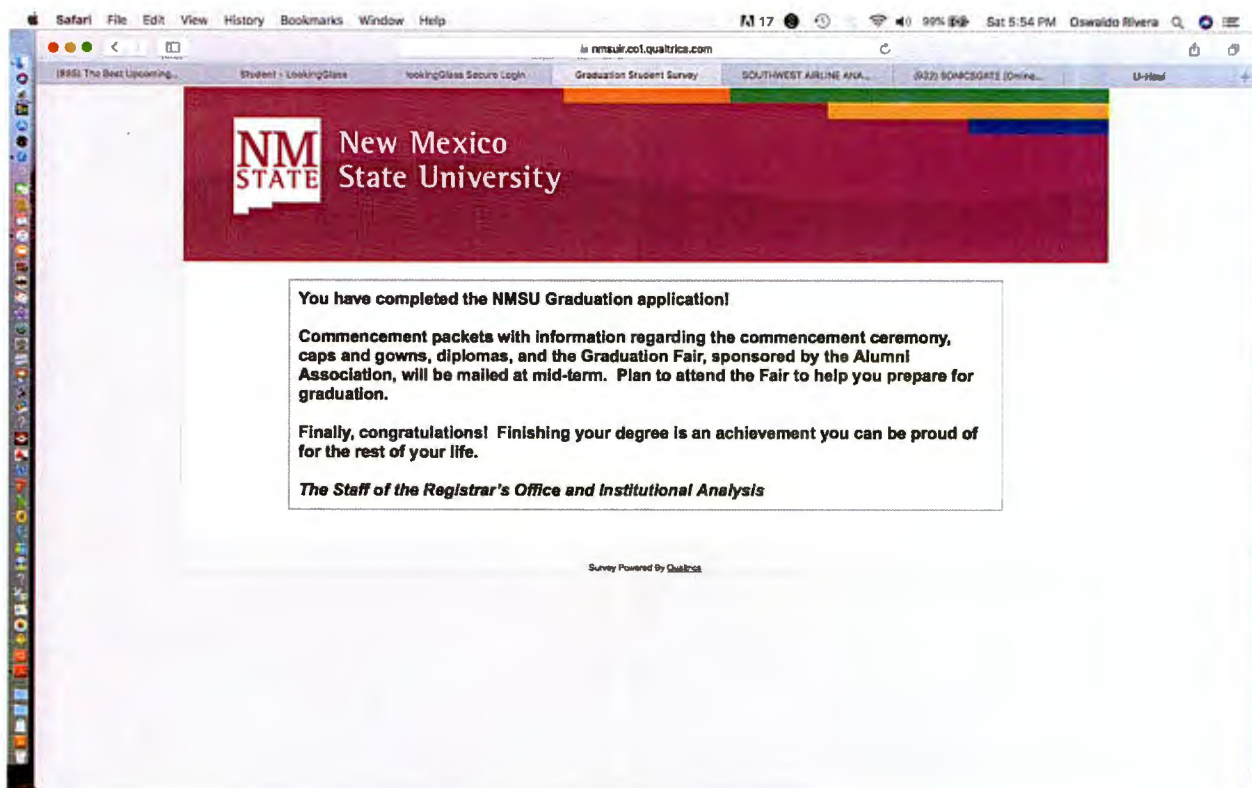 Safari File Edit View History Bookmarks Window Help 17 99% Sat 5:54 PM Oswaldo Rivera
nmsuir.co1.qualtrics.com
The Best Upcoming... Student - LookingGlass lookingGlass Secure Login Graduation Student Survey SOUTHWEST AIRLINE ANA... U-Haul
NM
STATE
New Mexico
State University
You have completed the NMSU Graduation application!
Commencement packets with information regarding the commencement ceremony,
caps and gowns, diplomas, and the Graduation Fair, sponsored by the Alumni
Association, will be mailed at mid-term. Plan to attend the Fair to help you prepare for
graduation.
Finally, congratulations! Finishing your degree is an achievement you can be proud of
for the rest of your life.
The Staff of the Registrar's Office and Institutional Analysis
Survey Powered By Qualtrics